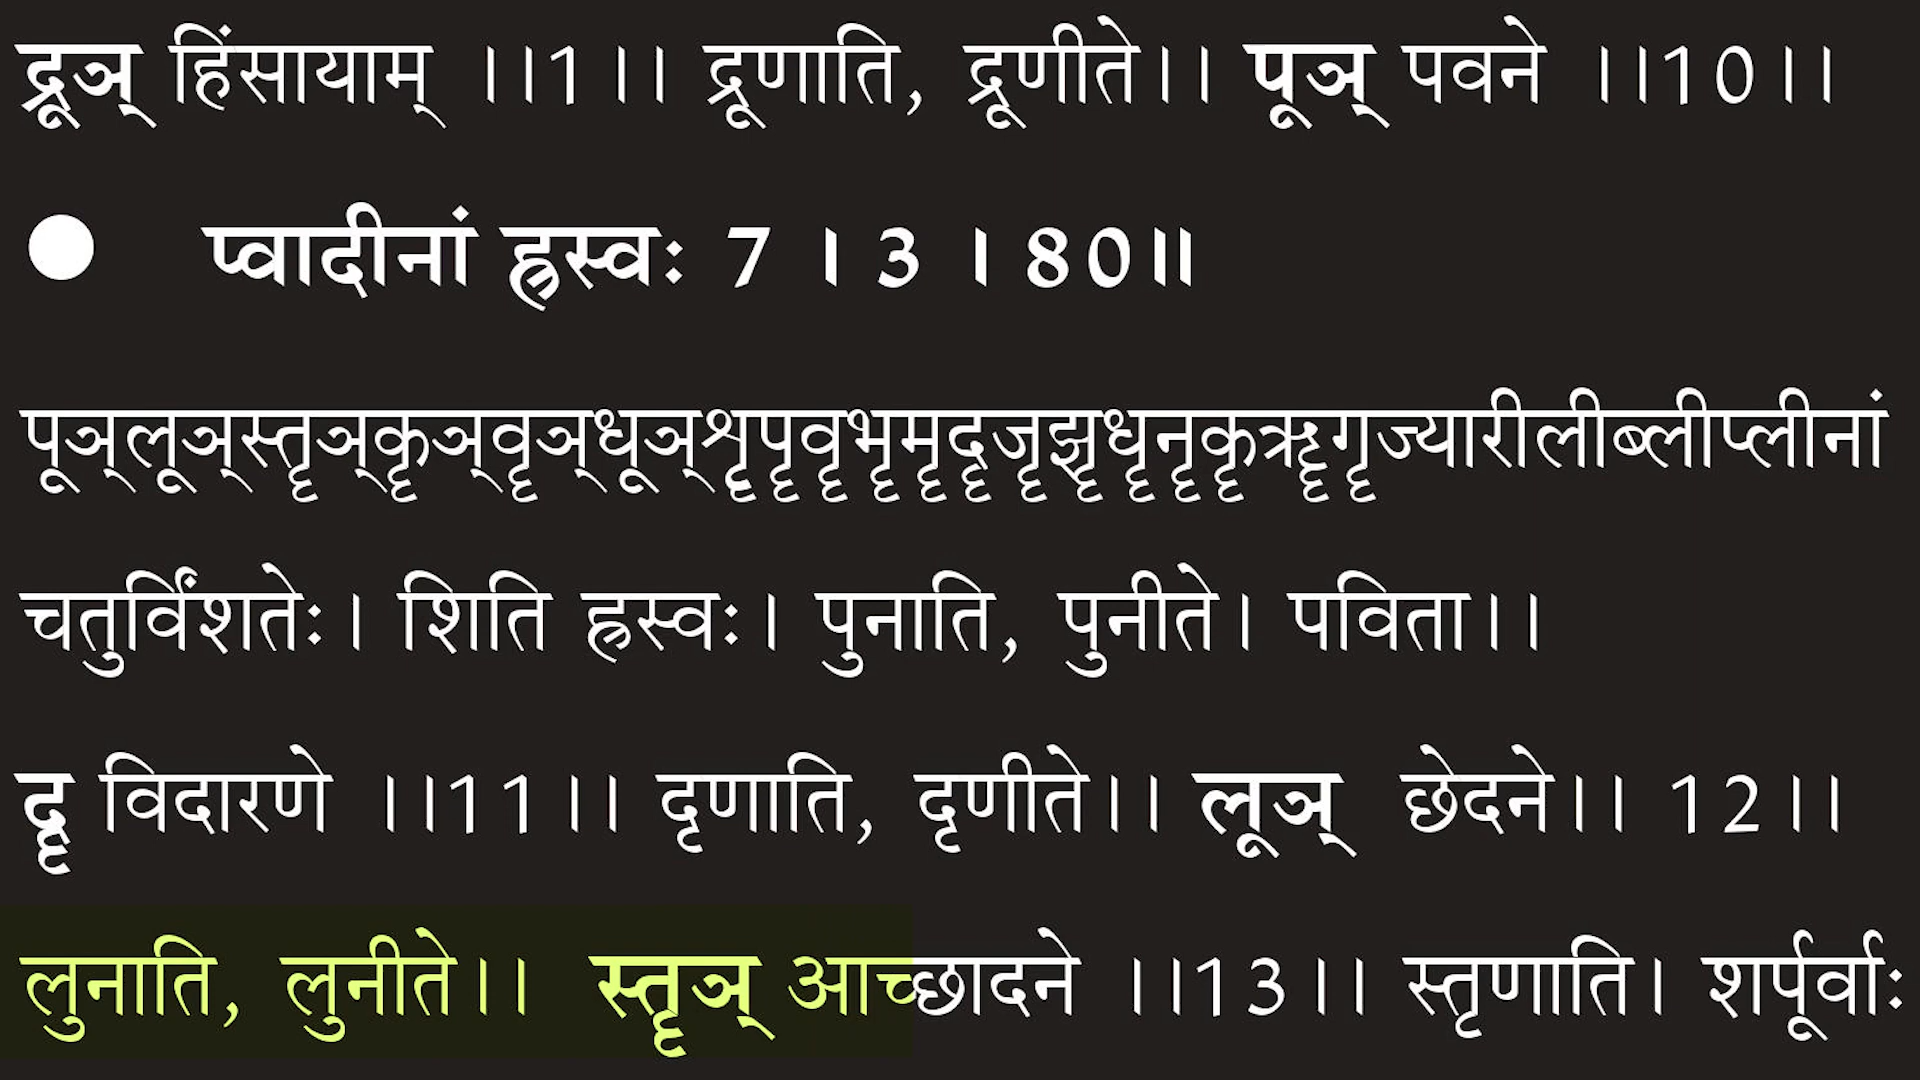 द्रूञ् हिंसायाम् ।।1।। द्रूणाति, द्रूणीते।। पूञ् पवने ।।10।।
● प्वादीनां ह्रस्वः 7 । 3 । 80॥
पूञ्लूञ्स्तॄञ्कॄञ्वॄञ्धूञ्शॄपॄवॄभॄमॄदॄजॄझॄधॄनॄकॄॠगॄज्यारीलीब्लीप्लीनां
चतुर्विंशतेः। शिति ह्रस्वः। पुनाति, पुनीते। पविता।।
दॄ विदारणे ।।11।। दृणाति, दृणीते।। लूञ् छेदने।। 12।।
लुनाति, लुनीते।। स्तॄञ् आच्छादने ।।13।। स्तृणाति। शर्पूर्वाः